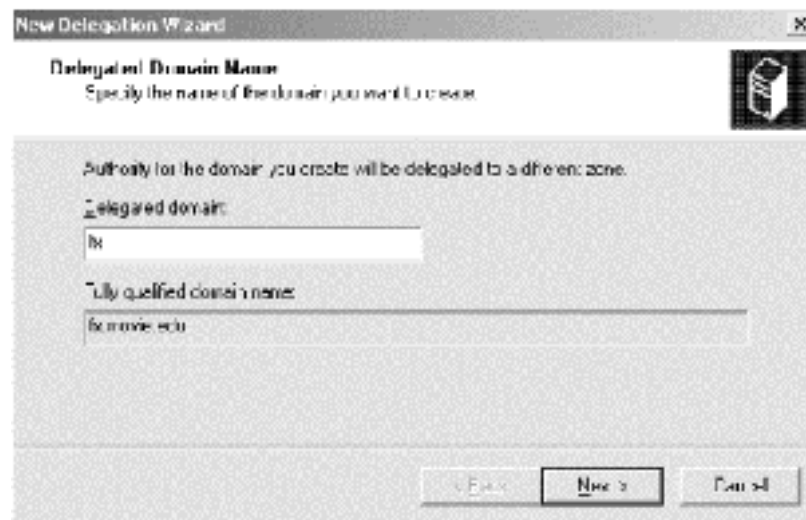 New Delegation Wizard
Delegated Domain Name
Specify the name of the domain you want to create.
Authority for the domain you create will be delegated to a different zone.
Delegated domain:
fx
Fully qualified domain name:
fx.movie.edu
< Back
Next >
Cancel